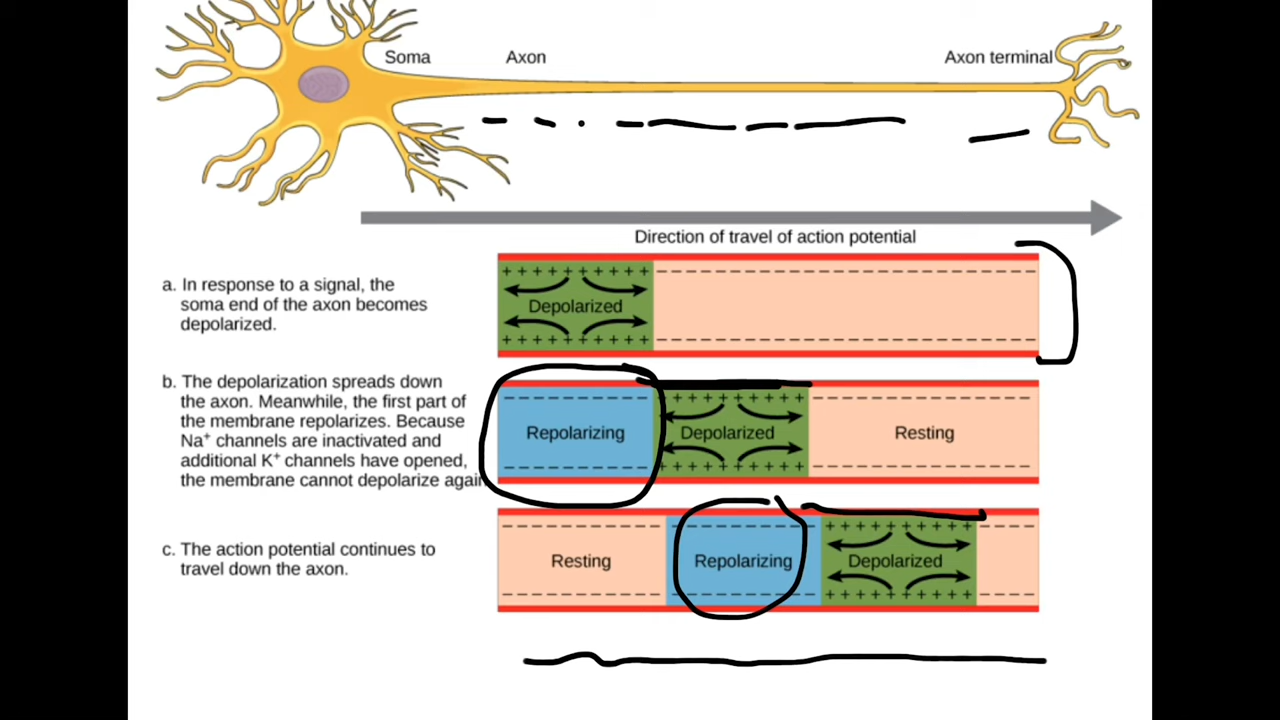 Soma
Axon
Axon terminal
Direction of travel of action potential
a. In response to a signal, the
soma end of the axon becomes
depolarized.
+ + + + + + + + + +
Depolarized
+ + + + + + + + + +
b. The depolarization spreads down
the axon. Meanwhile, the first part of
the membrane repolarizes. Because
Na⁺ channels are inactivated and
additional K⁺ channels have opened,
the membrane cannot depolarize again
Repolarizing
+ + + + + + + + + +
Depolarized
+ + + + + + + + + +
Resting
c. The action potential continues to
travel down the axon.
Resting
Repolarizing
+ + + + + + + + + +
Depolarized
+ + + + + + + + + +